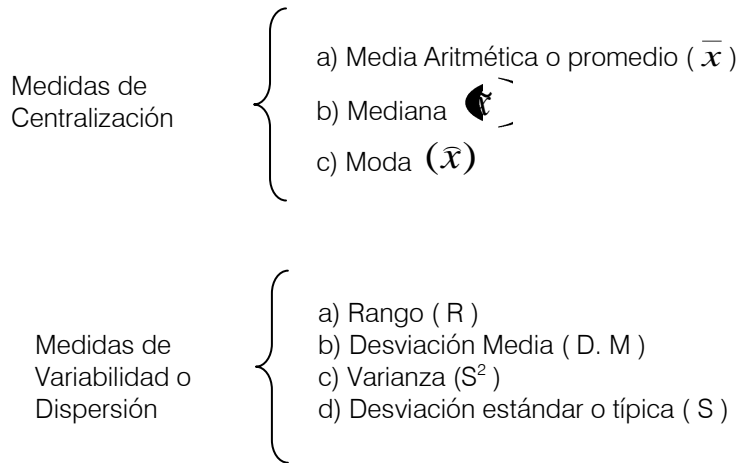 Medidas de
Centralización
a) Media Aritmética o promedio ( x̅ )
b) Mediana
c) Moda (x̂)
Medidas de
Variabilidad o
Dispersión
a) Rango ( R )
b) Desviación Media ( D. M )
c) Varianza (S² )
d) Desviación estándar o típica ( S )